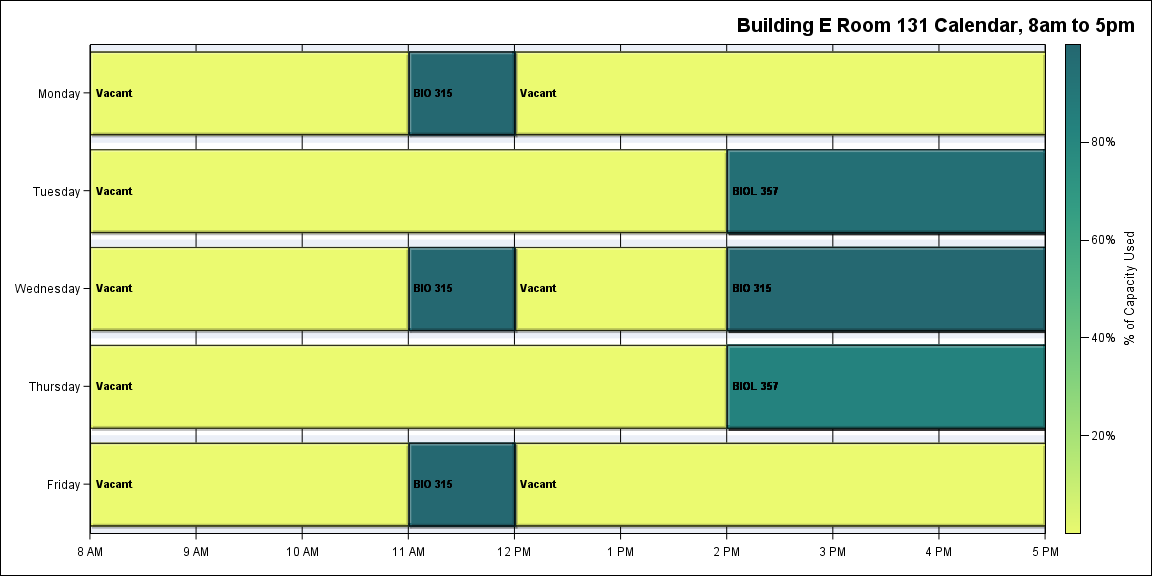 Building E Room 131 Calendar, 8am to 5pm
Monday
Vacant
BIO 315
Vacant
Tuesday
Vacant
BIOL 357
Wednesday
Vacant
BIO 315
Vacant
BIO 315
Thursday
Vacant
BIOL 357
Friday
Vacant
BIO 315
Vacant
8 AM
9 AM
10 AM
11 AM
12 PM
1 PM
2 PM
3 PM
4 PM
5 PM
80%
60%
40%
20%
% of Capacity Used